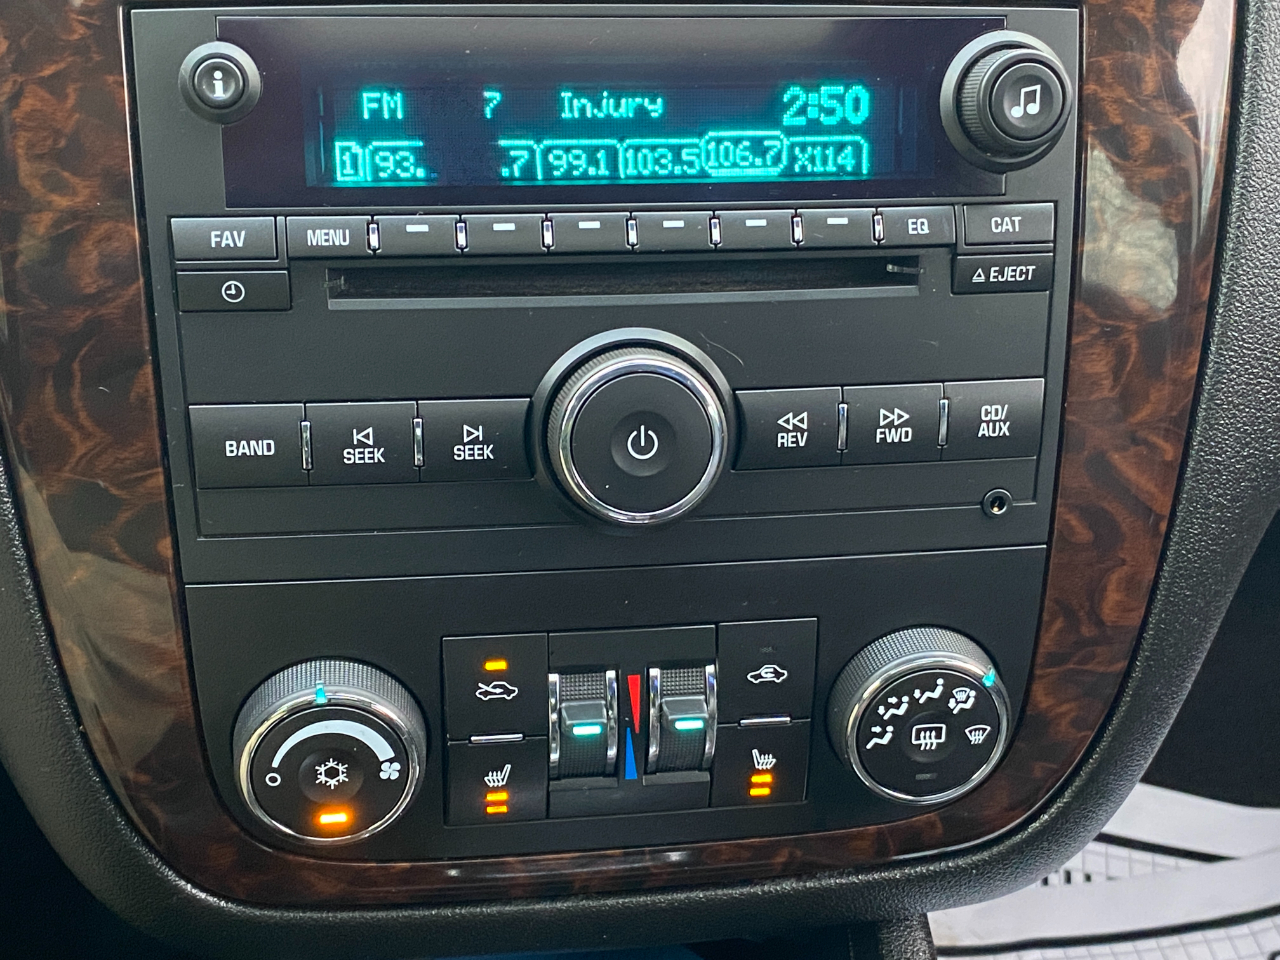 i
FM 7 Injury 2:50
1 93. .7 99.1 103.5 106.7 X114
FAV MENU EQ CAT
EJECT
BAND SEEK SEEK REV FWD CD/
AUX